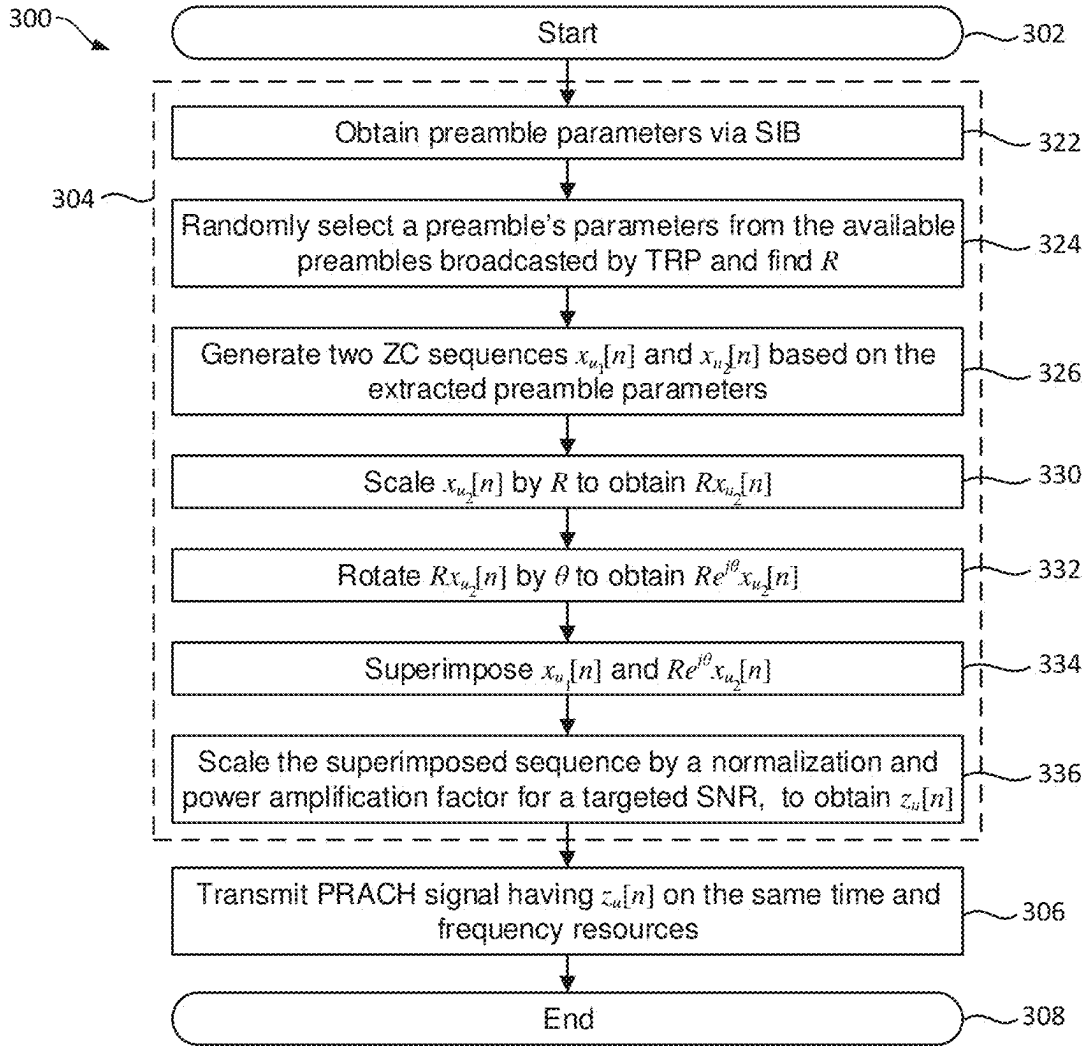 300
Start
302
304
Obtain preamble parameters via SIB
322
Randomly select a preamble's parameters from the available
preambles broadcasted by TRP and find R
324
Generate two ZC sequences x_{u_1}[n] and x_{u_2}[n] based on the
extracted preamble parameters
326
Scale x_{u_2}[n] by R to obtain Rx_{u_2}[n]
330
Rotate Rx_{u_2}[n] by θ to obtain Re^{jθ}x_{u_2}[n]
332
Superimpose x_{u_1}[n] and Re^{jθ}x_{u_2}[n]
334
Scale the superimposed sequence by a normalization and
power amplification factor for a targeted SNR, to obtain z_u[n]
336
Transmit PRACH signal having z_u[n] on the same time and
frequency resources
306
End
308